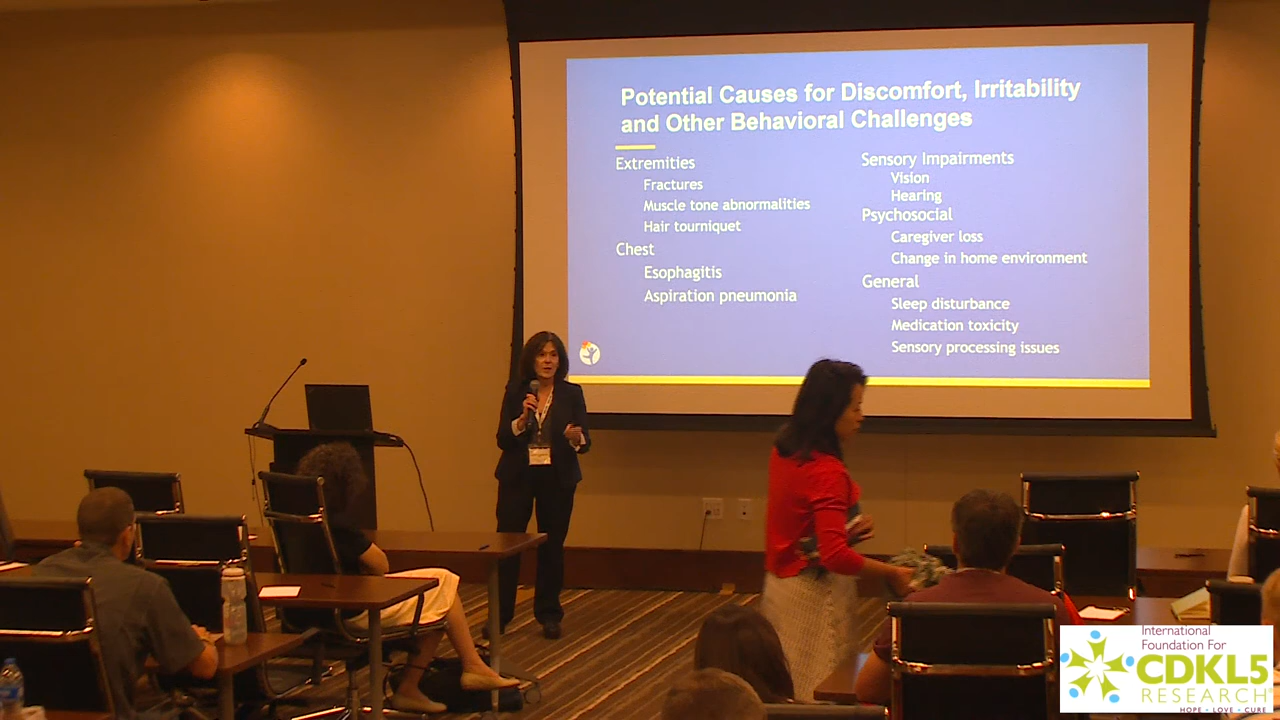 Potential Causes for Discomfort, Irritability
and Other Behavioral Challenges
Extremities
Fractures
Muscle tone abnormalities
Hair tourniquet
Chest
Esophagitis
Aspiration pneumonia
Sensory Impairments
Vision
Hearing
Psychosocial
Caregiver loss
Change in home environment
General
Sleep disturbance
Medication toxicity
Sensory processing issues
International
Foundation For
CDKL5
RESEARCH
HOPE • LOVE • CURE